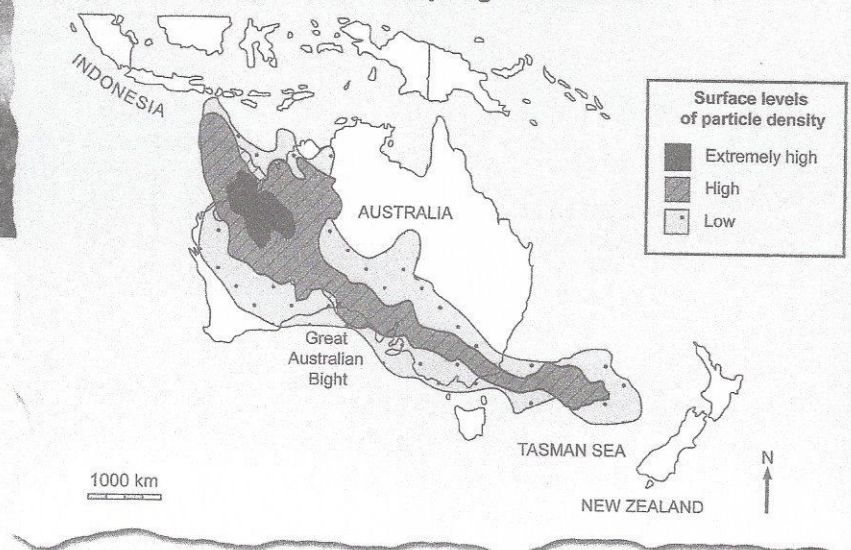 INDONESIA
Surface levels
of particle density
Extremely high
High
Low
AUSTRALIA
Great
Australian
Bight
TASMAN SEA
1000 km
N
NEW ZEALAND